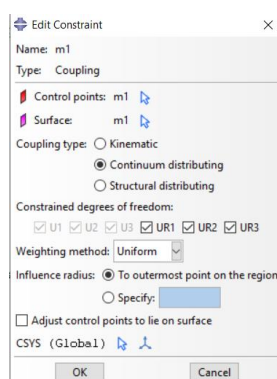 Edit Constraint
Name: m1
Type: Coupling
Control points: m1
Surface: m1
Coupling type: Kinematic
Continuum distributing
Structural distributing
Constrained degrees of freedom:
U1 U2 U3 UR1 UR2 UR3
Weighting method: Uniform
Influence radius: To outermost point on the region
Specify:
Adjust control points to lie on surface
CSYS (Global)
OK Cancel